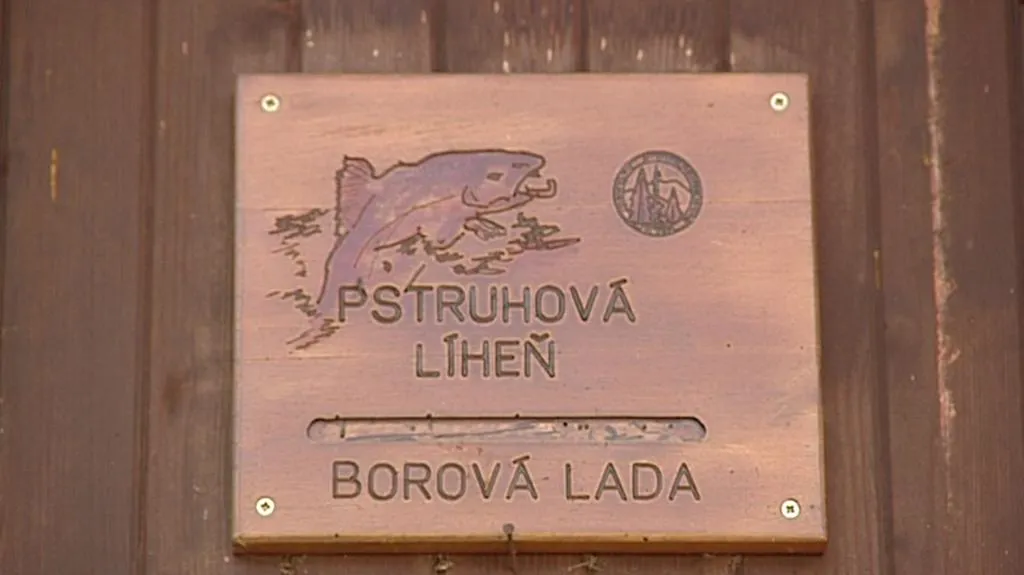 PSTRUHOVÁ
LÍHEŇ
BOROVÁ LADA